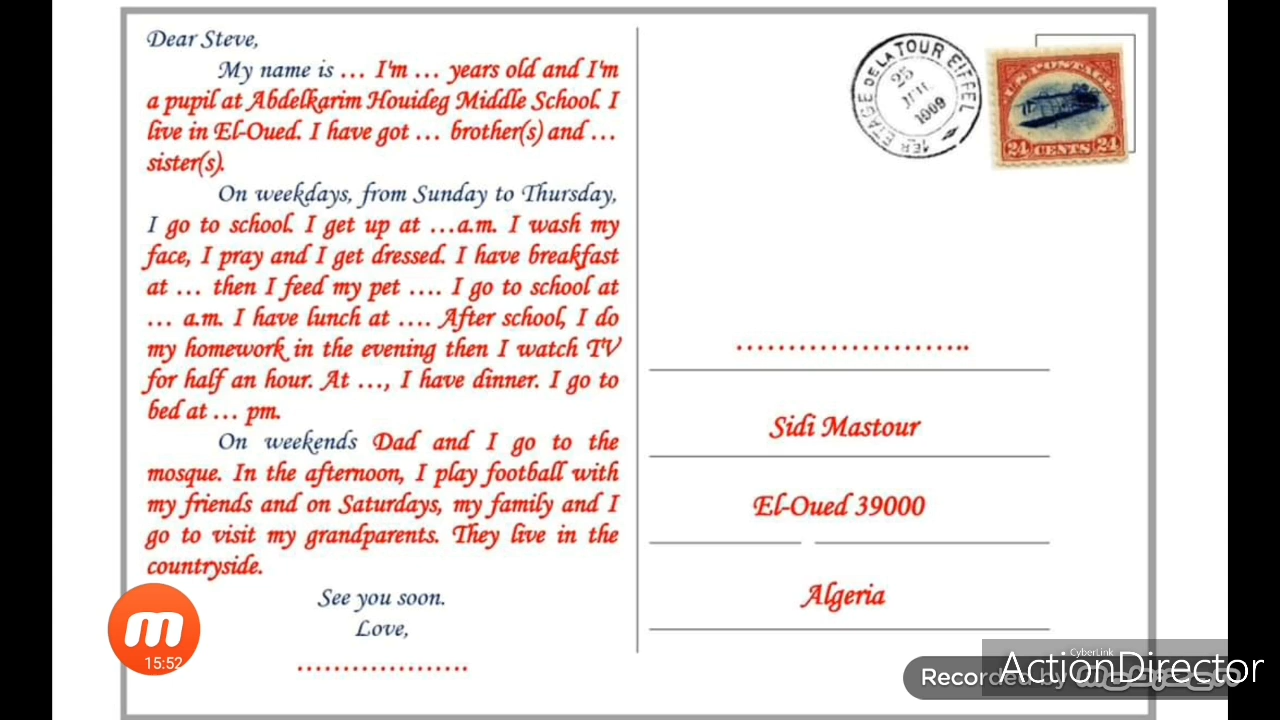 Dear Steve,
My name is … I'm … years old and I'm
a pupil at Abdelkarim Houideg Middle School. I
live in El-Oued. I have got … brother(s) and …
sister(s).
On weekdays, from Sunday to Thursday,
I go to school. I get up at …a.m. I wash my
face, I pray and I get dressed. I have breakfast
at … then I feed my pet …. I go to school at
… a.m. I have lunch at …. After school, I do
my homework in the evening then I watch TV
for half an hour. At …, I have dinner. I go to
bed at … pm.
On weekends Dad and I go to the
mosque. In the afternoon, I play football with
my friends and on Saturdays, my family and I
go to visit my grandparents. They live in the
countryside.
See you soon.
Love,
………………..
1ER ETAGE DE LA TOUR EIFFEL
25
1909
U.S. POSTAGE
24 CENTS 24
…………………..
Sidi Mastour
El-Oued 39000
Algeria
m
15:52
CyberLink
ActionDirector
Recorded by